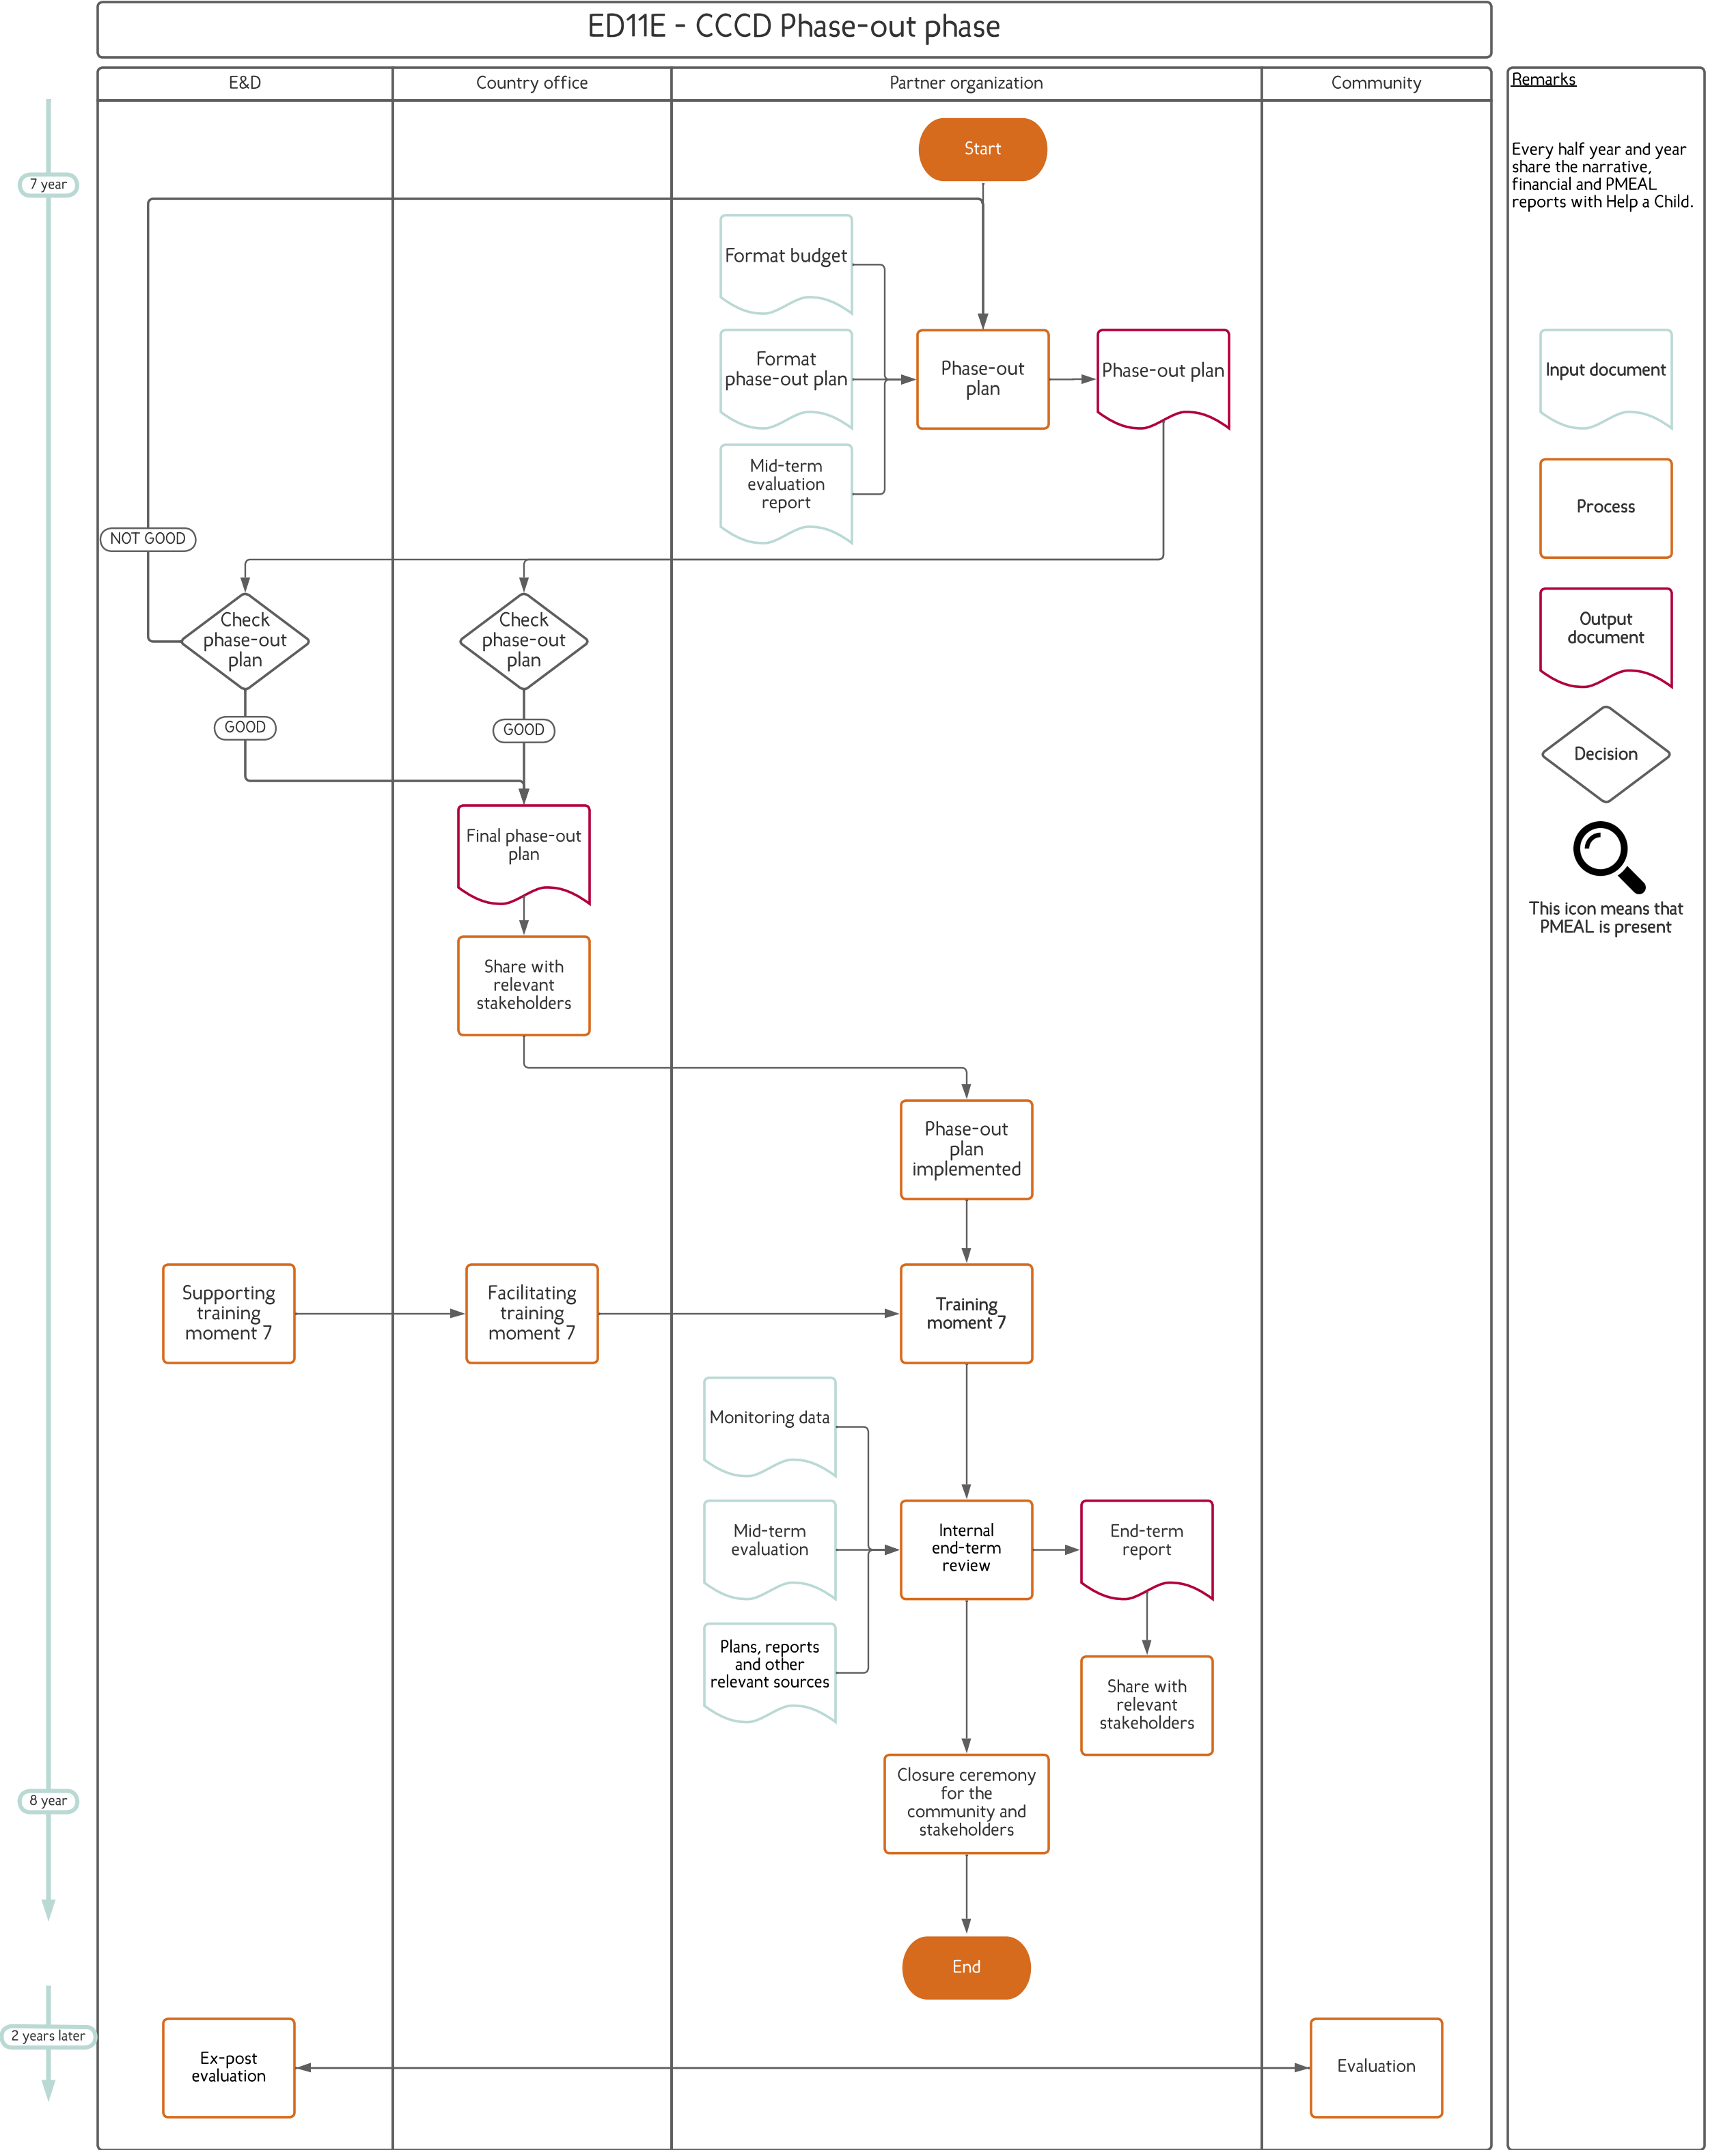 ED11E - CCCD Phase-out phase
E&D
Country office
Partner organization
Community
Remarks
Every half year and year
share the narrative,
financial and PMEAL
reports with Help a Child.
Start
7 year
Format budget
Format
phase-out plan
Phase-out
plan
Phase-out plan
Input document
Mid-term
evaluation
report
Process
NOT GOOD
Check
phase-out
plan
Check
phase-out
plan
Output
document
GOOD
GOOD
Decision
Final phase-out
plan
This icon means that
PMEAL is present
Share with
relevant
stakeholders
Phase-out
plan
implemented
Supporting
training
moment 7
Facilitating
training
moment 7
Training
moment 7
Monitoring data
Mid-term
evaluation
Internal
end-term
review
End-term
report
Plans, reports
and other
relevant sources
Share with
relevant
stakeholders
8 year
Closure ceremony
for the
community and
stakeholders
End
2 years later
Ex-post
evaluation
Evaluation